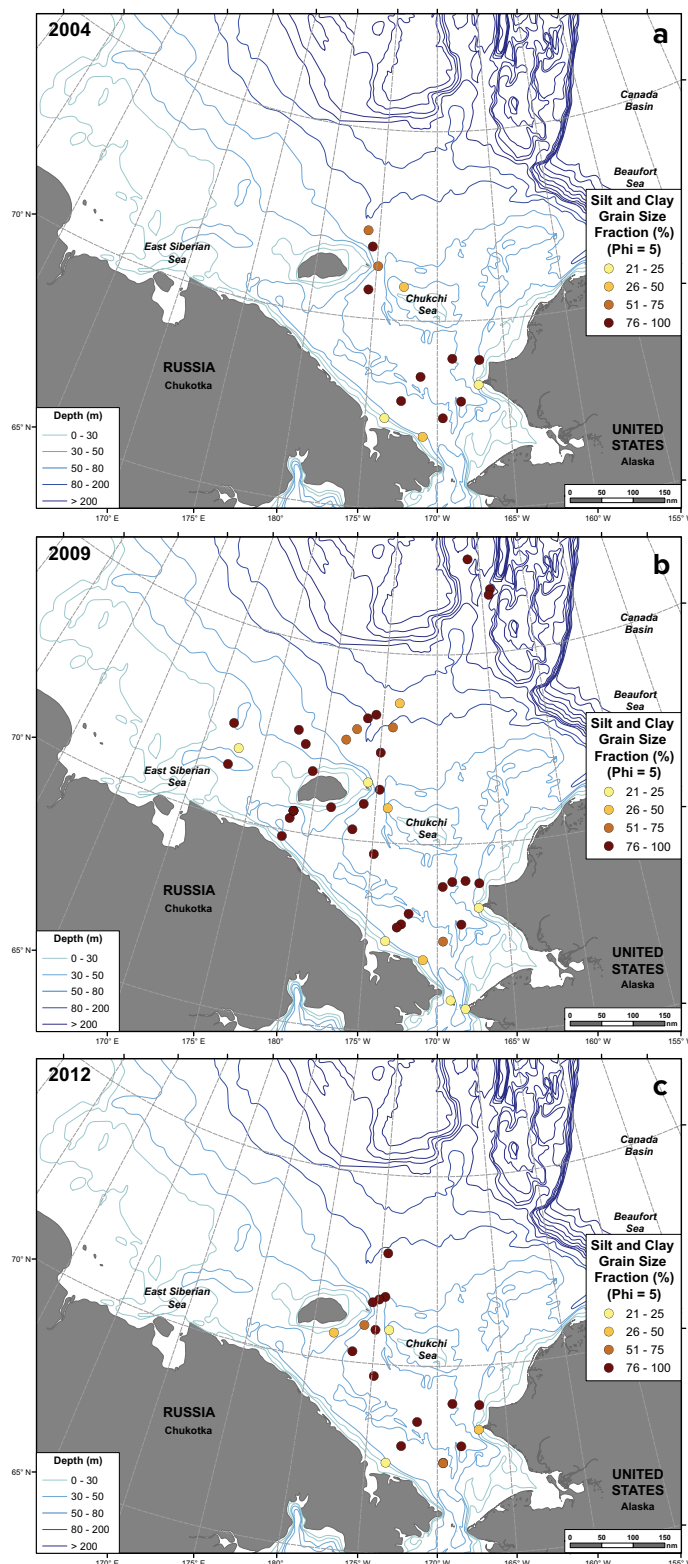 2004
a
Canada
Basin
Beaufort
Sea
70° N
East Siberian
Sea
Chukchi
Sea
Silt and Clay
Grain Size
Fraction (%)
(Phi = 5)
21 - 25
26 - 50
51 - 75
76 - 100
RUSSIA
Chukotka
Depth (m)
0 - 30
30 - 50
50 - 80
80 - 200
> 200
65° N
UNITED
STATES
Alaska
0 50 100 150
nm
170° E 175° E 180° 175° W 170° W 165° W 160° W 155° W
2009
b
Canada
Basin
Beaufort
Sea
70° N
East Siberian
Sea
Chukchi
Sea
Silt and Clay
Grain Size
Fraction (%)
(Phi = 5)
21 - 25
26 - 50
51 - 75
76 - 100
RUSSIA
Chukotka
Depth (m)
0 - 30
30 - 50
50 - 80
80 - 200
> 200
65° N
UNITED
STATES
Alaska
0 50 100 150
nm
170° E 175° E 180° 175° W 170° W 165° W 160° W 155° W
2012
c
Canada
Basin
Beaufort
Sea
70° N
East Siberian
Sea
Chukchi
Sea
Silt and Clay
Grain Size
Fraction (%)
(Phi = 5)
21 - 25
26 - 50
51 - 75
76 - 100
RUSSIA
Chukotka
Depth (m)
0 - 30
30 - 50
50 - 80
80 - 200
> 200
65° N
UNITED
STATES
Alaska
0 50 100 150
nm
170° E 175° E 180° 175° W 170° W 165° W 160° W 155° W